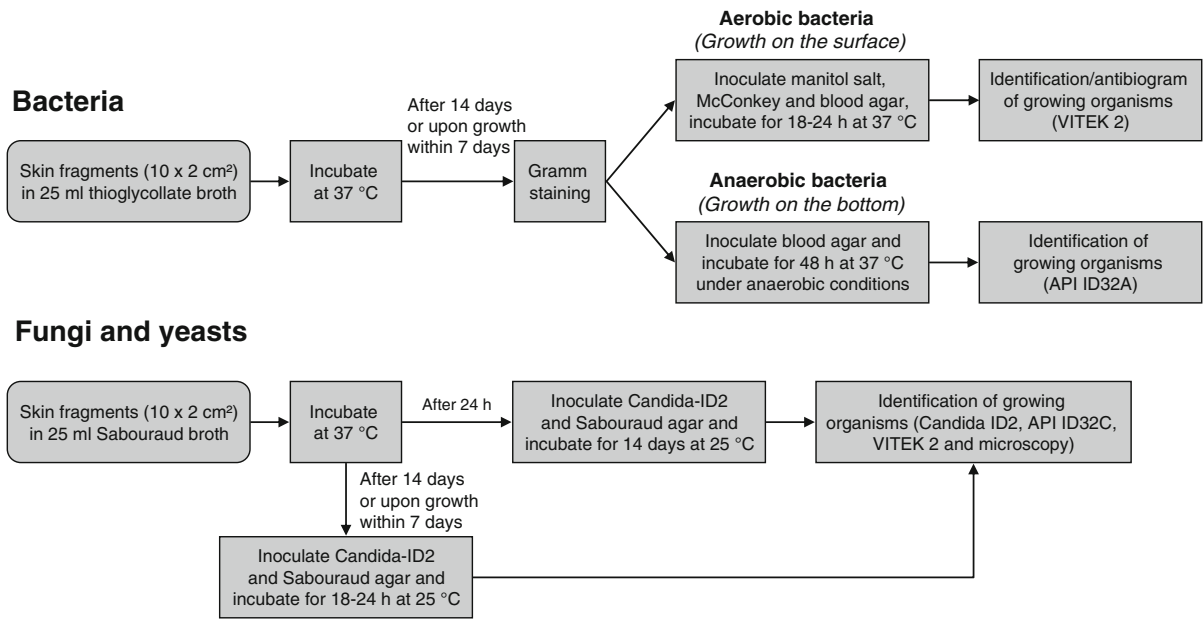 Bacteria
Skin fragments (10 x 2 cm²)
in 25 ml thioglycollate broth
Incubate
at 37 °C
After 14 days
or upon growth
within 7 days
Gramm
staining
Aerobic bacteria
(Growth on the surface)
Inoculate manitol salt,
McConkey and blood agar,
incubate for 18-24 h at 37 °C
Identification/antibiogram
of growing organisms
(VITEK 2)
Anaerobic bacteria
(Growth on the bottom)
Inoculate blood agar and
incubate for 48 h at 37 °C
under anaerobic conditions
Identification of
growing organisms
(API ID32A)
Fungi and yeasts
Skin fragments (10 x 2 cm²)
in 25 ml Sabouraud broth
Incubate
at 37 °C
After 24 h
Inoculate Candida-ID2
and Sabouraud agar and
incubate for 14 days at 25 °C
Identification of growing
organisms (Candida ID2, API ID32C,
VITEK 2 and microscopy)
After 14 days
or upon growth
within 7 days
Inoculate Candida-ID2
and Sabouraud agar and
incubate for 18-24 h at 25 °C